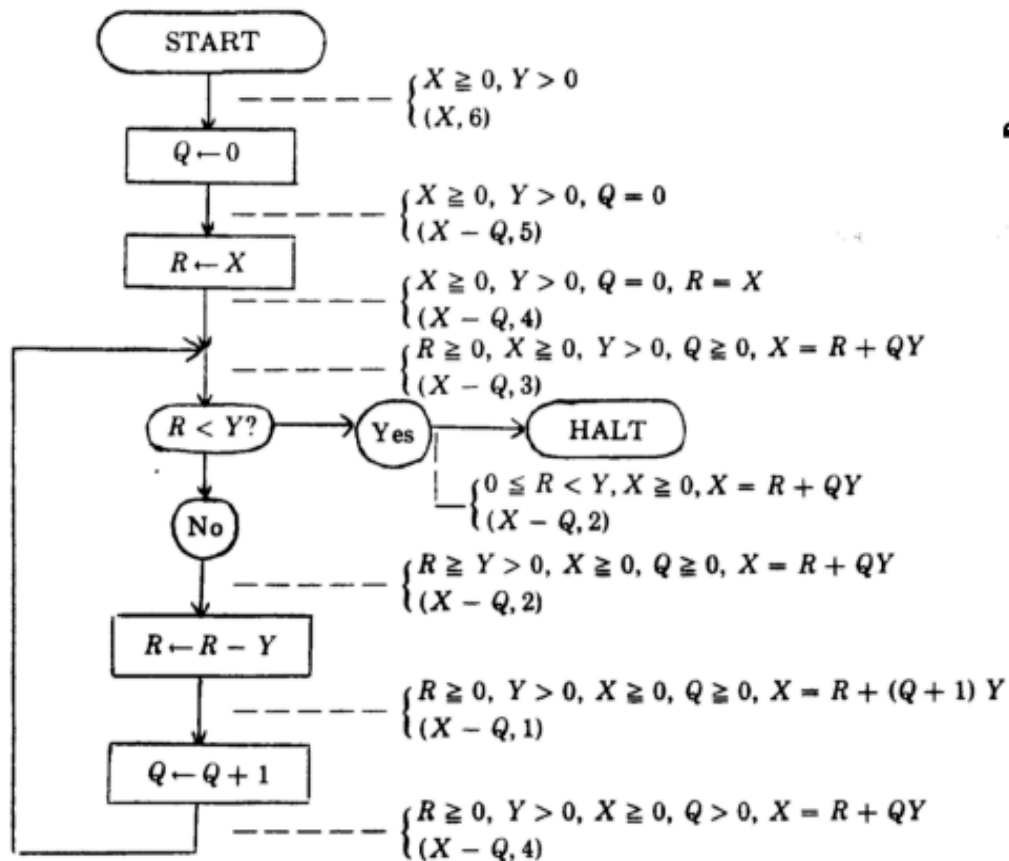 START
X ≧ 0, Y > 0
(X, 6)
Q ← 0
X ≧ 0, Y > 0, Q = 0
(X − Q, 5)
R ← X
X ≧ 0, Y > 0, Q = 0, R = X
(X − Q, 4)
R ≧ 0, X ≧ 0, Y > 0, Q ≧ 0, X = R + QY
(X − Q, 3)
R < Y?
Yes
HALT
0 ≦ R < Y, X ≧ 0, X = R + QY
(X − Q, 2)
No
R ≧ Y > 0, X ≧ 0, Q ≧ 0, X = R + QY
(X − Q, 2)
R ← R − Y
R ≧ 0, Y > 0, X ≧ 0, Q ≧ 0, X = R + (Q + 1) Y
(X − Q, 1)
Q ← Q + 1
R ≧ 0, Y > 0, X ≧ 0, Q > 0, X = R + QY
(X − Q, 4)